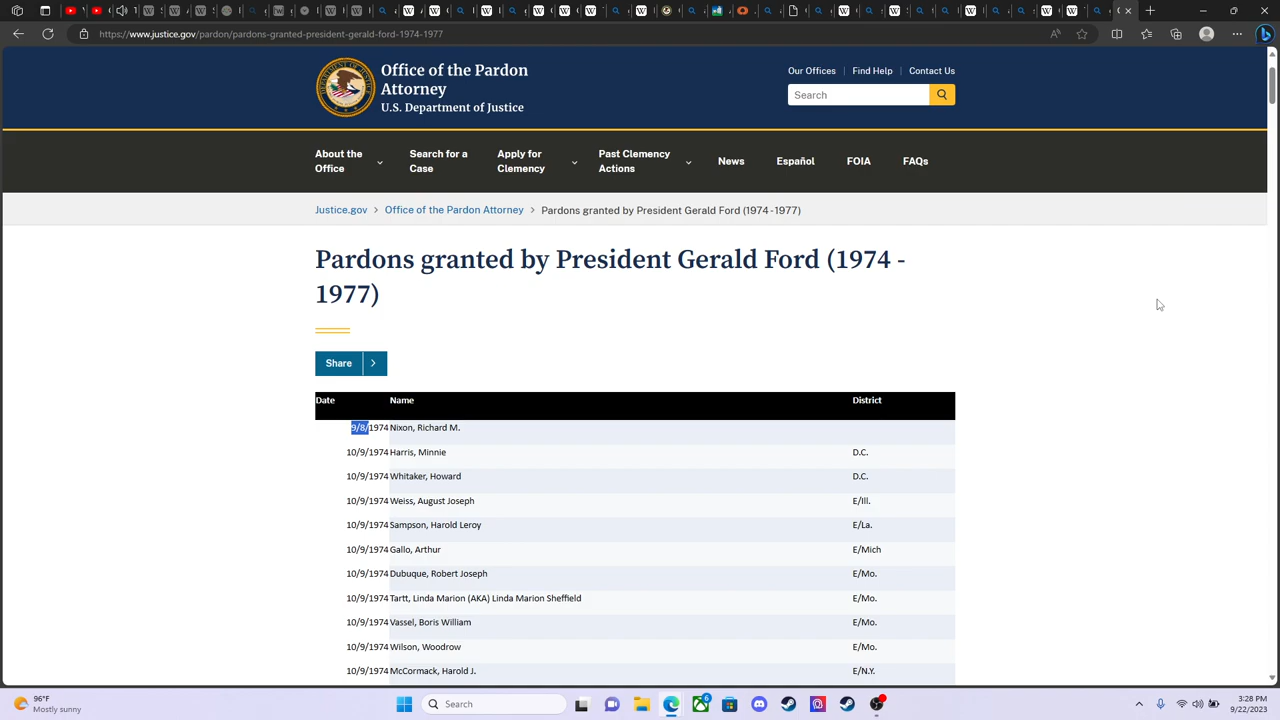 https://www.justice.gov/pardon/pardons-granted-president-gerald-ford-1974-1977
Office of the Pardon
Attorney
U.S. Department of Justice
Our Offices
Find Help
Contact Us
Search
About the
Office
Search for a
Case
Apply for
Clemency
Past Clemency
Actions
News
Español
FOIA
FAQs
Justice.gov > Office of the Pardon Attorney > Pardons granted by President Gerald Ford (1974 - 1977)
Pardons granted by President Gerald Ford (1974 -
1977)
Share
Date Name District
9/8/1974 Nixon, Richard M.
10/9/1974 Harris, Minnie D.C.
10/9/1974 Whitaker, Howard D.C.
10/9/1974 Weiss, August Joseph E/Ill.
10/9/1974 Sampson, Harold Leroy E/La.
10/9/1974 Gallo, Arthur E/Mich
10/9/1974 Dubuque, Robert Joseph E/Mo.
10/9/1974 Tartt, Linda Marion (AKA) Linda Marion Sheffield E/Mo.
10/9/1974 Vassel, Boris William E/Mo.
10/9/1974 Wilson, Woodrow E/Mo.
10/9/1974 McCormack, Harold J. E/N.Y.
96°F
Mostly sunny
Search
6
3:28 PM
9/22/2023